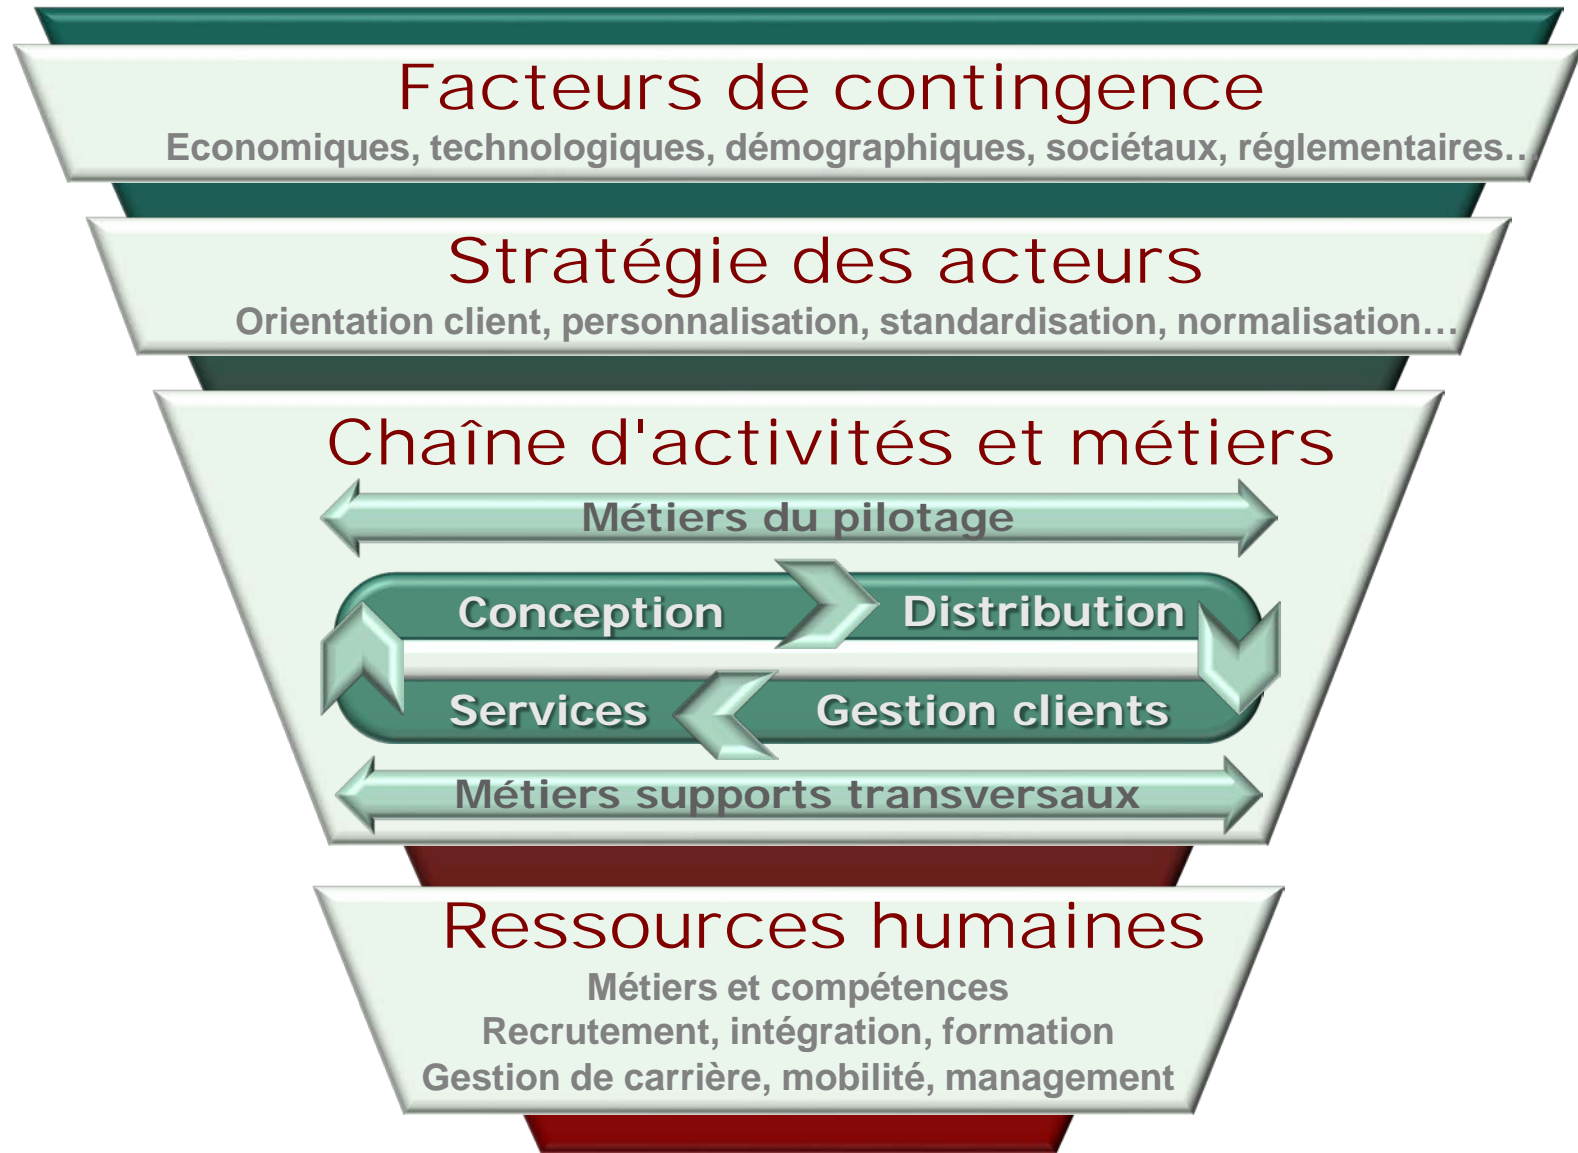 Facteurs de contingence
Economiques, technologiques, démographiques, sociétaux, réglementaires…
Stratégie des acteurs
Orientation client, personnalisation, standardisation, normalisation…
Chaîne d'activités et métiers
Métiers du pilotage
Conception
Distribution
Services
Gestion clients
Métiers supports transversaux
Ressources humaines
Métiers et compétences
Recrutement, intégration, formation
Gestion de carrière, mobilité, management